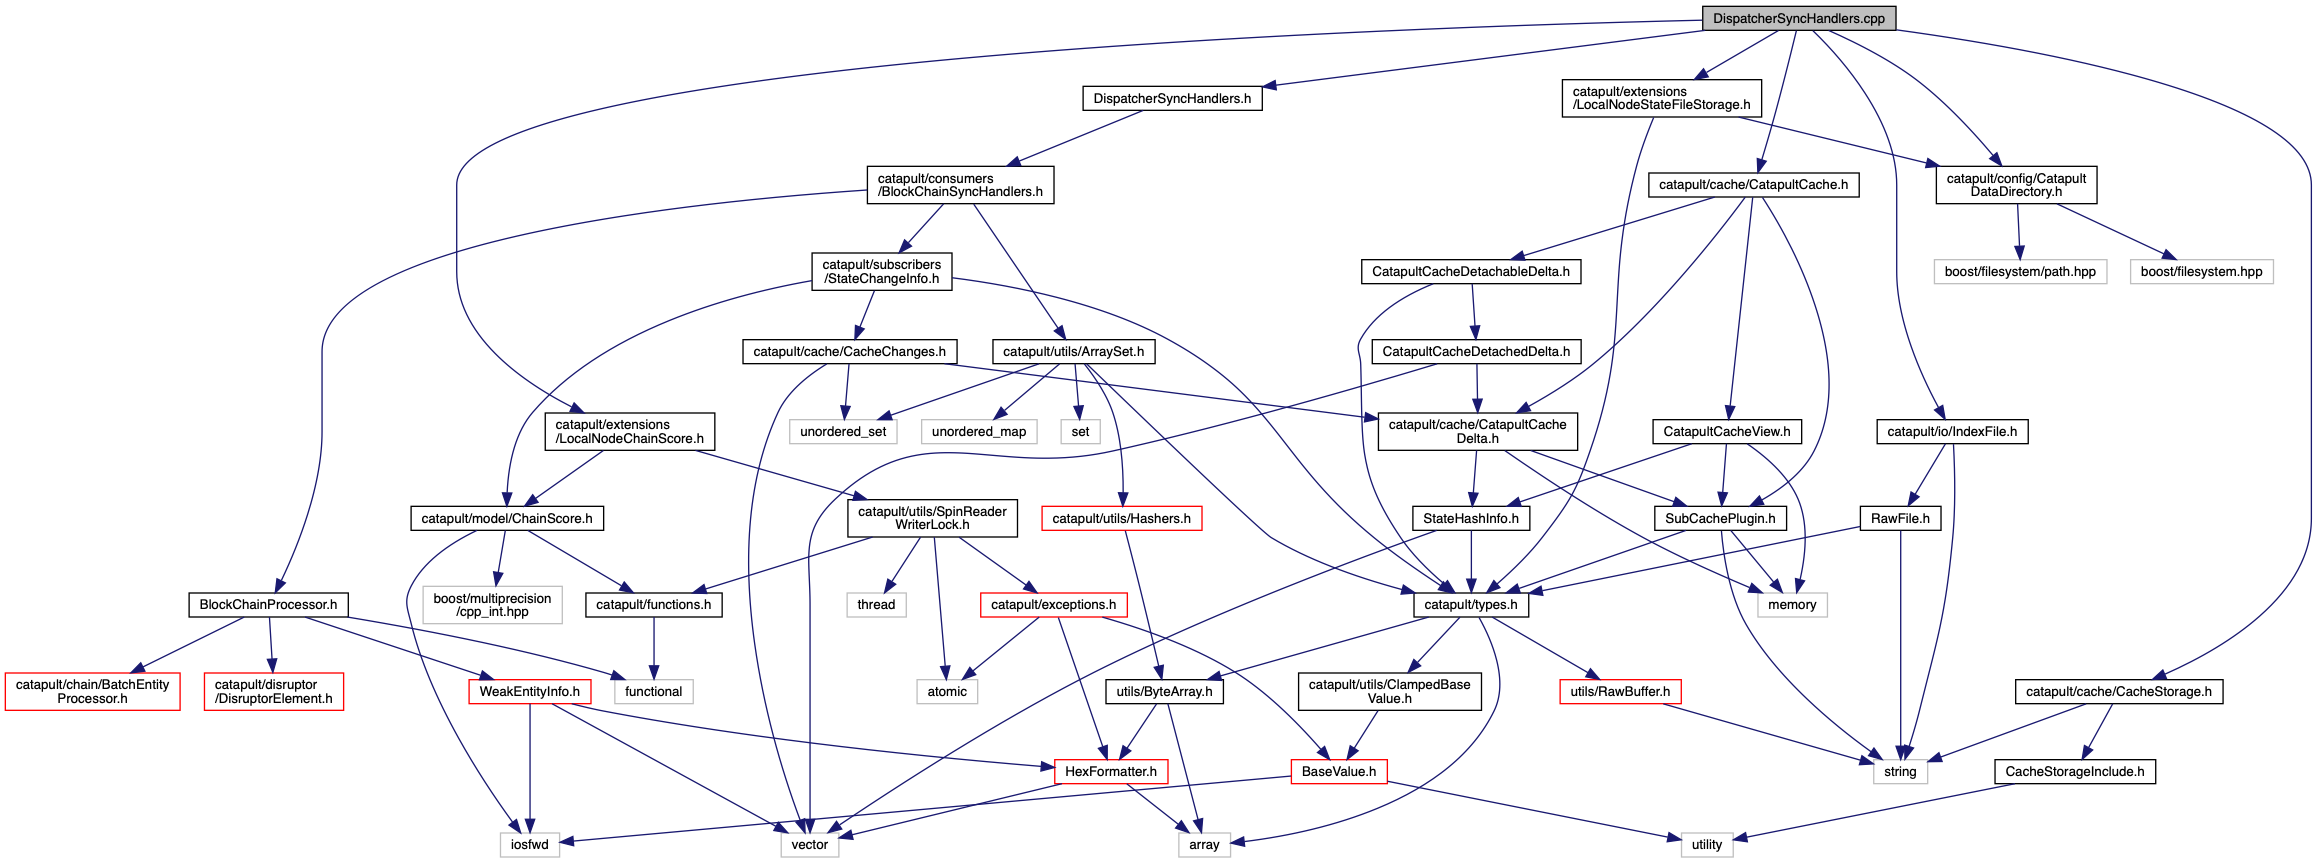 DispatcherSyncHandlers.cpp
DispatcherSyncHandlers.h
catapult/extensions
/LocalNodeStateFileStorage.h
catapult/consumers
/BlockChainSyncHandlers.h
catapult/cache/CatapultCache.h
catapult/config/Catapult
DataDirectory.h
catapult/subscribers
/StateChangeInfo.h
CatapultCacheDetachableDelta.h
boost/filesystem/path.hpp
boost/filesystem.hpp
catapult/cache/CacheChanges.h
catapult/utils/ArraySet.h
CatapultCacheDetachedDelta.h
catapult/extensions
/LocalNodeChainScore.h
unordered_set
unordered_map
set
catapult/cache/CatapultCache
Delta.h
CatapultCacheView.h
catapult/io/IndexFile.h
catapult/model/ChainScore.h
catapult/utils/SpinReader
WriterLock.h
catapult/utils/Hashers.h
StateHashInfo.h
SubCachePlugin.h
RawFile.h
BlockChainProcessor.h
boost/multiprecision
/cpp_int.hpp
catapult/functions.h
thread
catapult/exceptions.h
catapult/types.h
memory
catapult/chain/BatchEntity
Processor.h
catapult/disruptor
/DisruptorElement.h
WeakEntityInfo.h
functional
atomic
utils/ByteArray.h
catapult/utils/ClampedBase
Value.h
utils/RawBuffer.h
catapult/cache/CacheStorage.h
HexFormatter.h
BaseValue.h
string
CacheStorageInclude.h
iosfwd
vector
array
utility